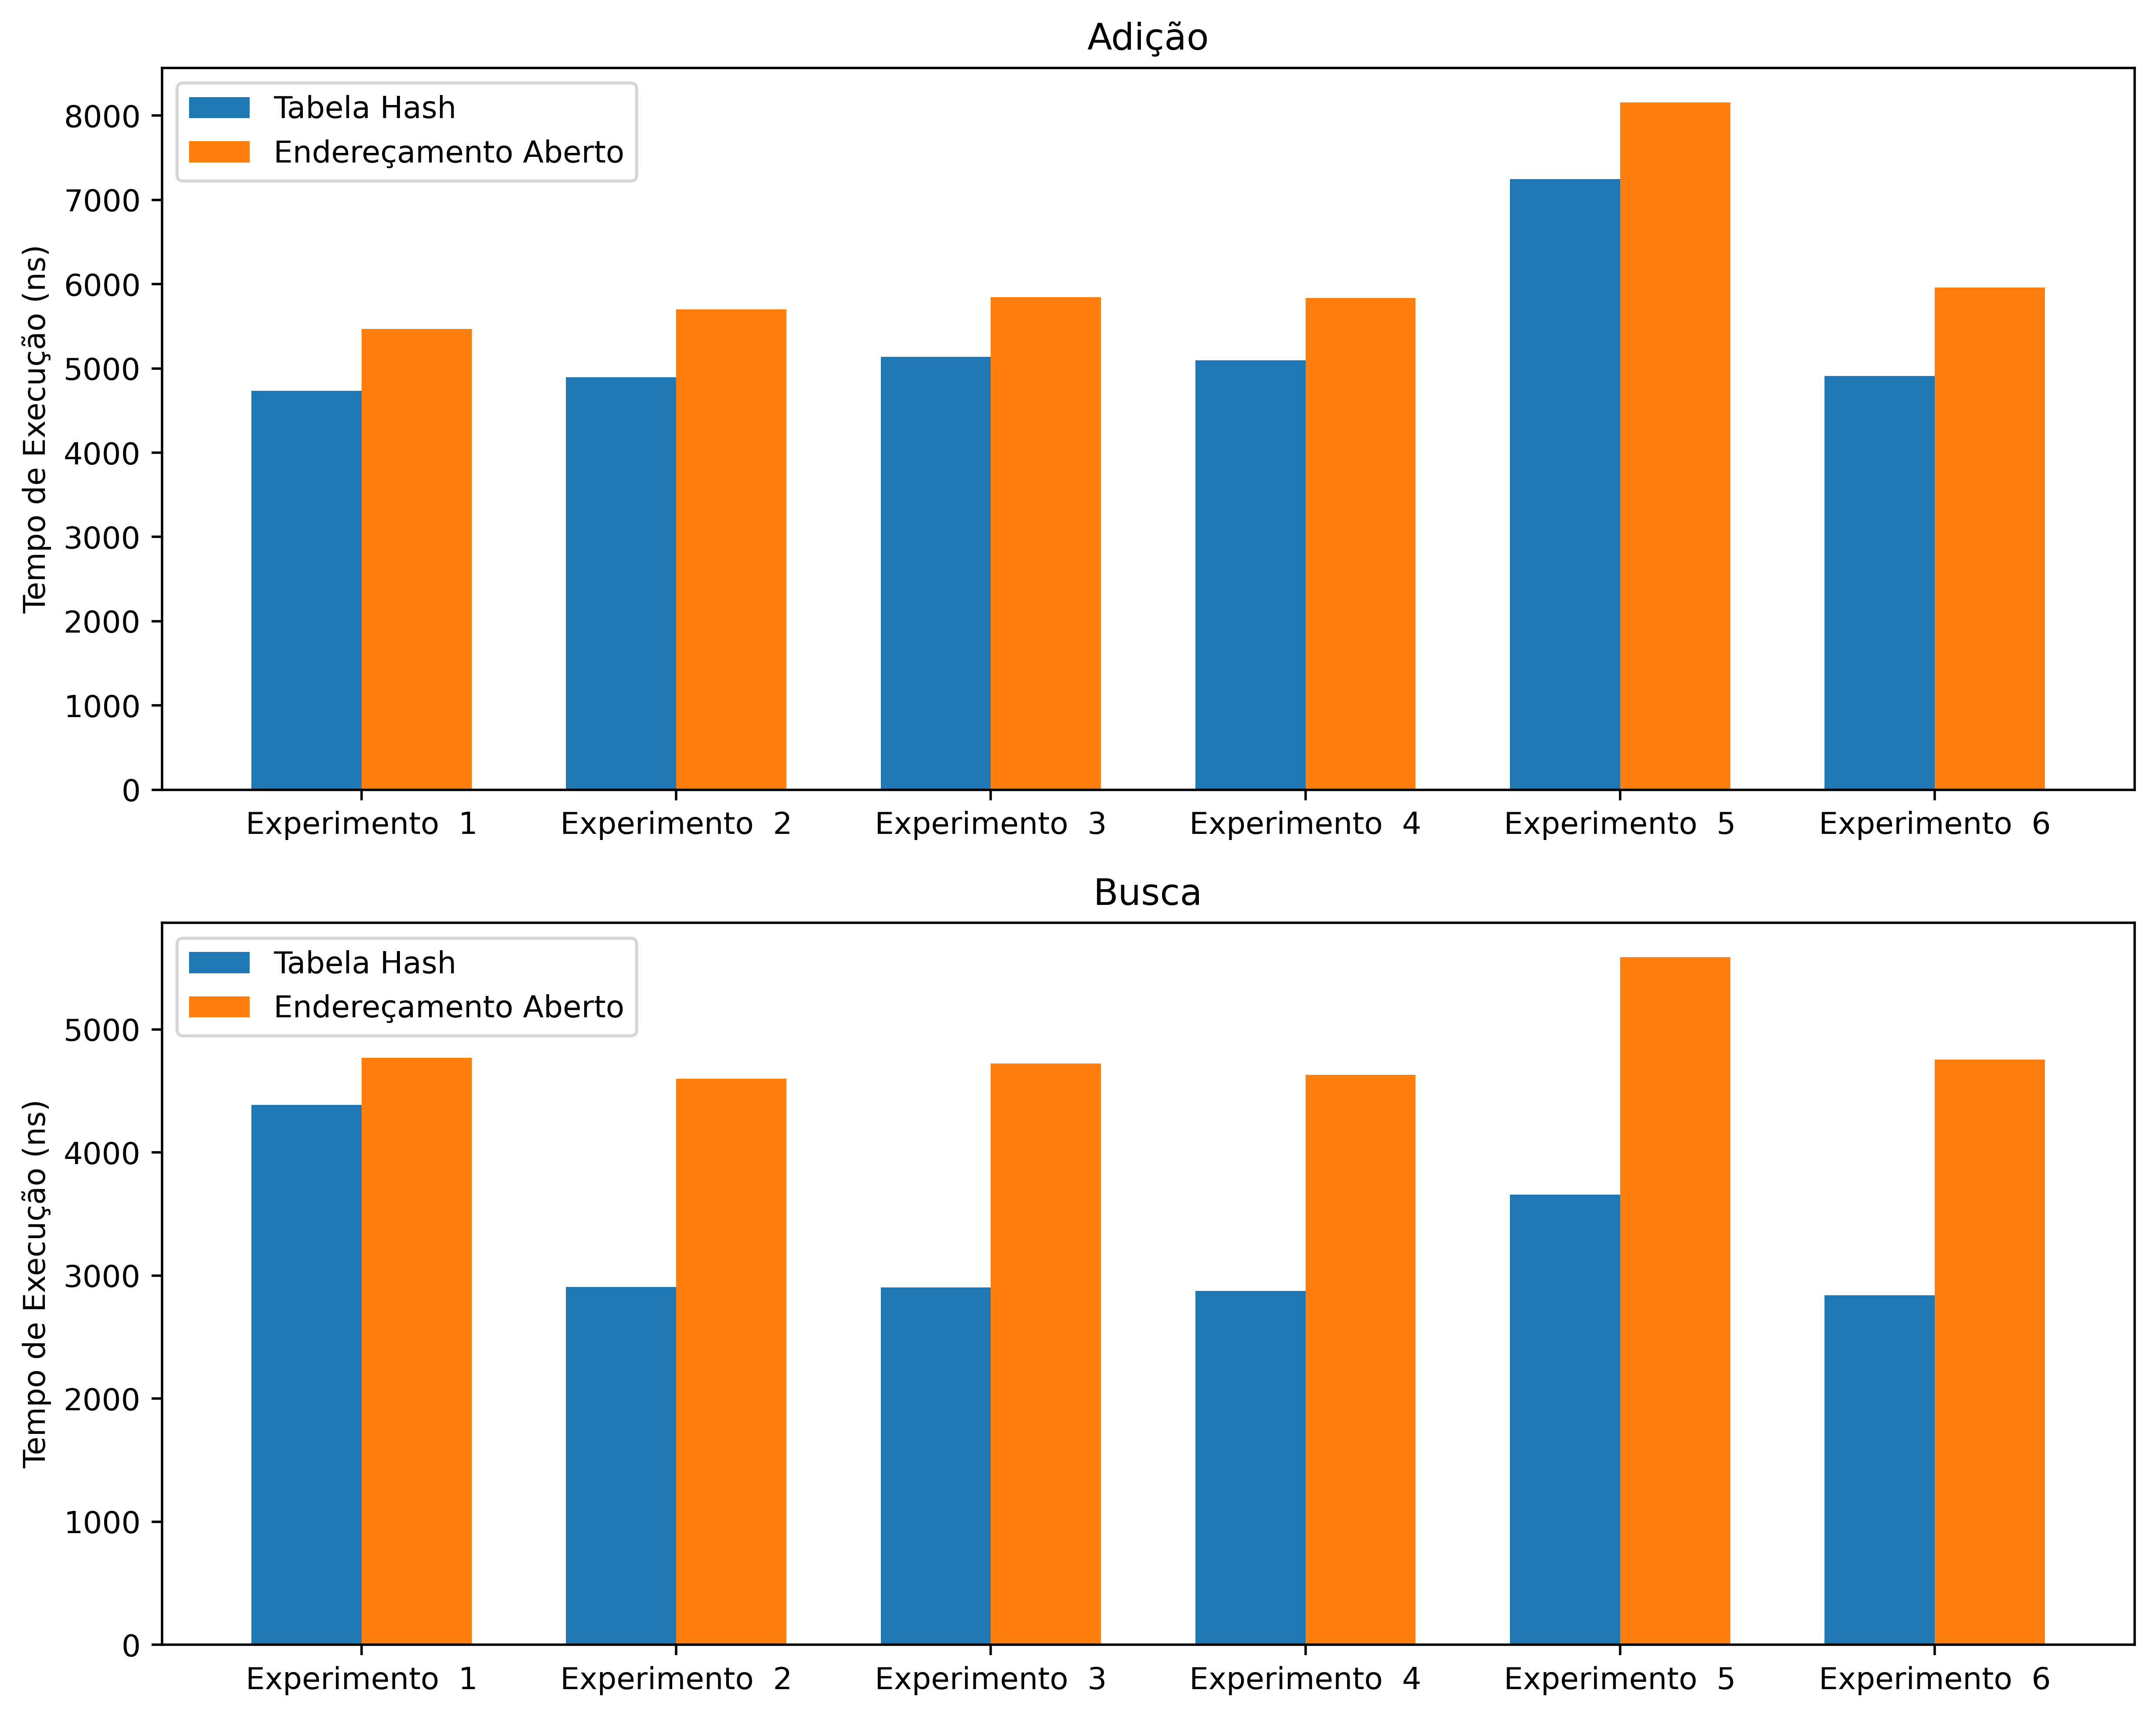 Adição
Tabela Hash
Endereçamento Aberto
Tempo de Execução (ns)
8000
7000
6000
5000
4000
3000
2000
1000
0
Experimento  1 Experimento  2 Experimento  3 Experimento  4 Experimento  5 Experimento  6
Busca
Tabela Hash
Endereçamento Aberto
Tempo de Execução (ns)
5000
4000
3000
2000
1000
0
Experimento  1 Experimento  2 Experimento  3 Experimento  4 Experimento  5 Experimento  6